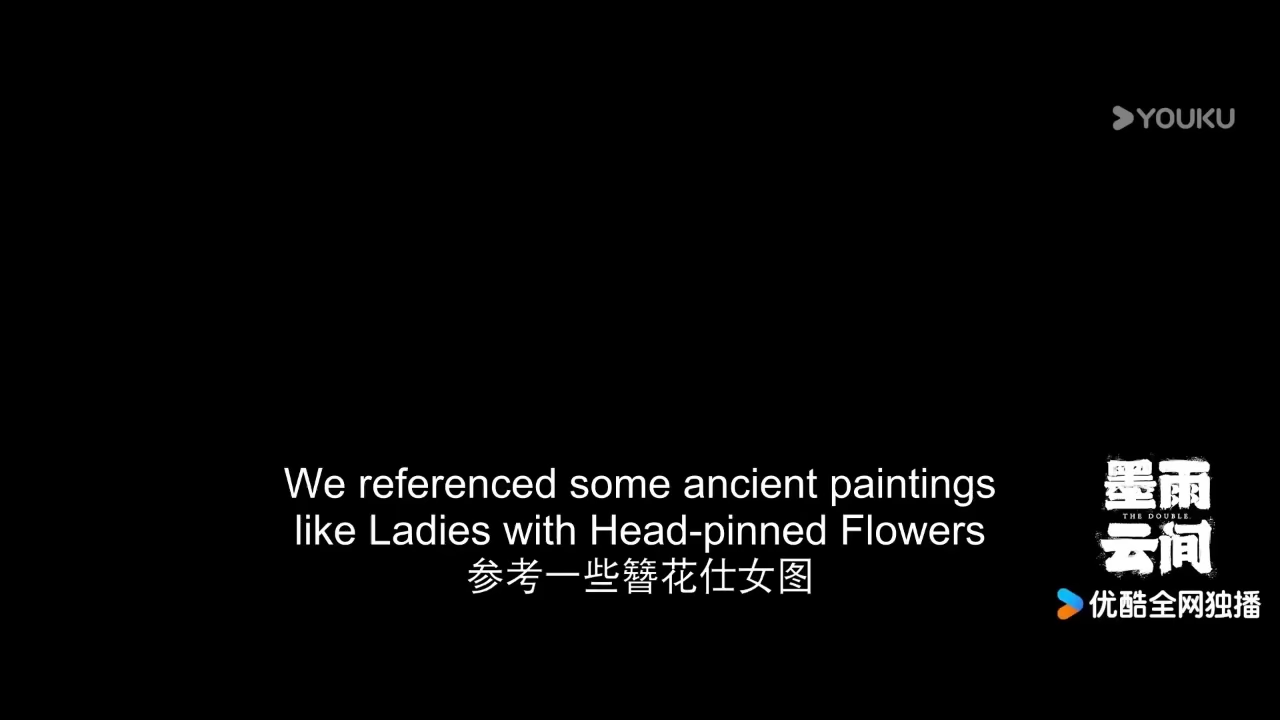 YOUKU
We referenced some ancient paintings
like Ladies with Head-pinned Flowers
参考一些簪花仕女图
墨雨
THE DOUBLE
云间
优酷全网独播